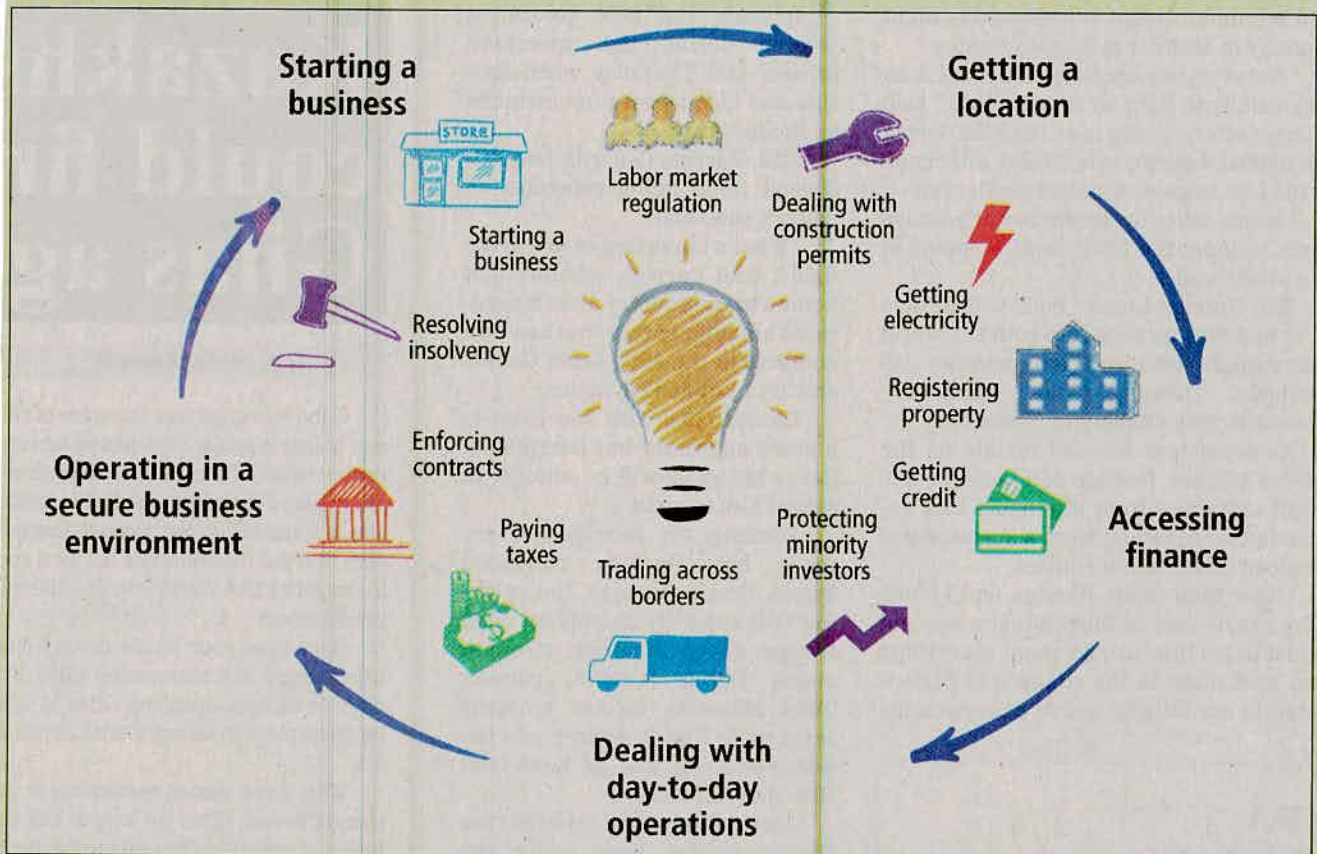 Starting a
business
STORE
Starting a
business
Labor market
regulation
Getting a
location
Dealing with
construction
permits
Getting
electricity
Registering
property
Getting
credit
Accessing
finance
Protecting
minority
investors
Trading across
borders
Dealing with
day-to-day
operations
Paying
taxes
Enforcing
contracts
Operating in a
secure business
environment
Resolving
insolvency